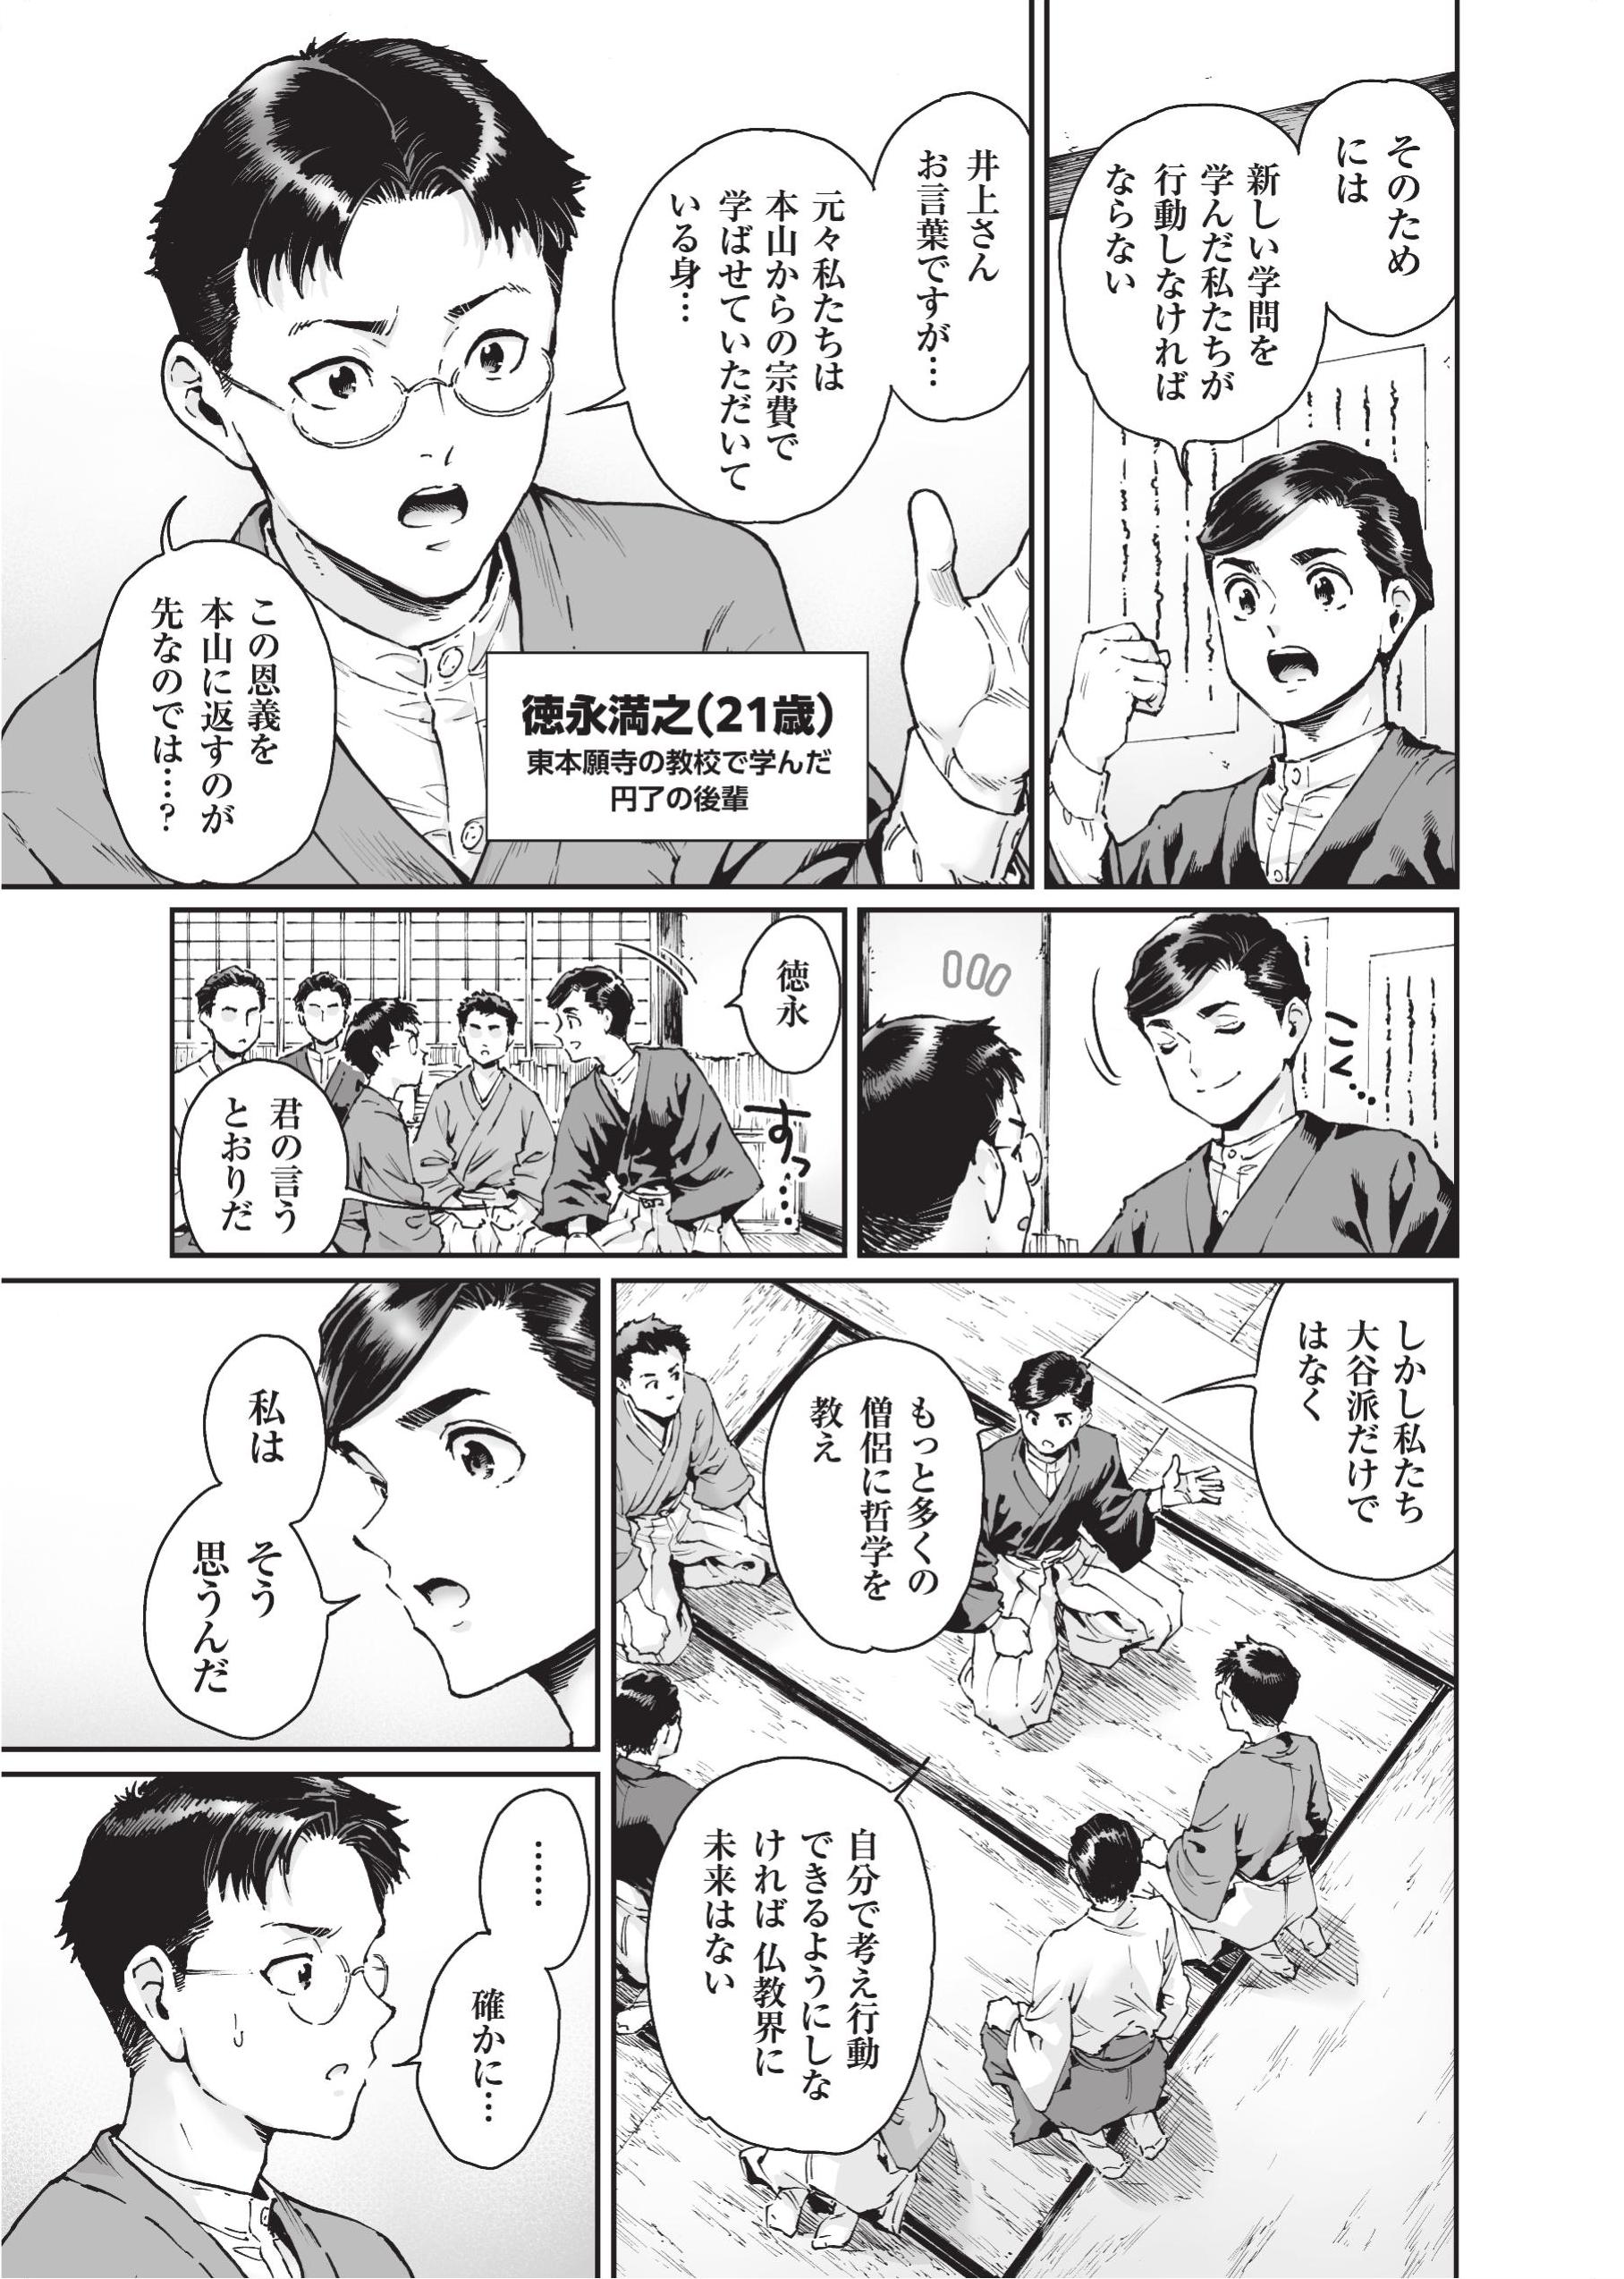 そのため
には
新しい学問を
学んだ私たちが
行動しなければ
ならない
井上さん
お言葉ですが…
元々私たちは
本山からの宗費で
学ばせていただいて
いる身…
徳永満之(21歳)
東本願寺の教校で学んだ
円了の後輩
この恩義を
本山に返すのが
先なのでは…?
ニマ…
徳永
すっ…
君の言う
とおりだ
しかし私たち
大谷派だけで
はなく
もっと多くの
僧侶に哲学を
教え
自分で考え行動
できるようにしな
ければ 仏教界に
未来はない
私は
そう
思うんだ
……
確かに…